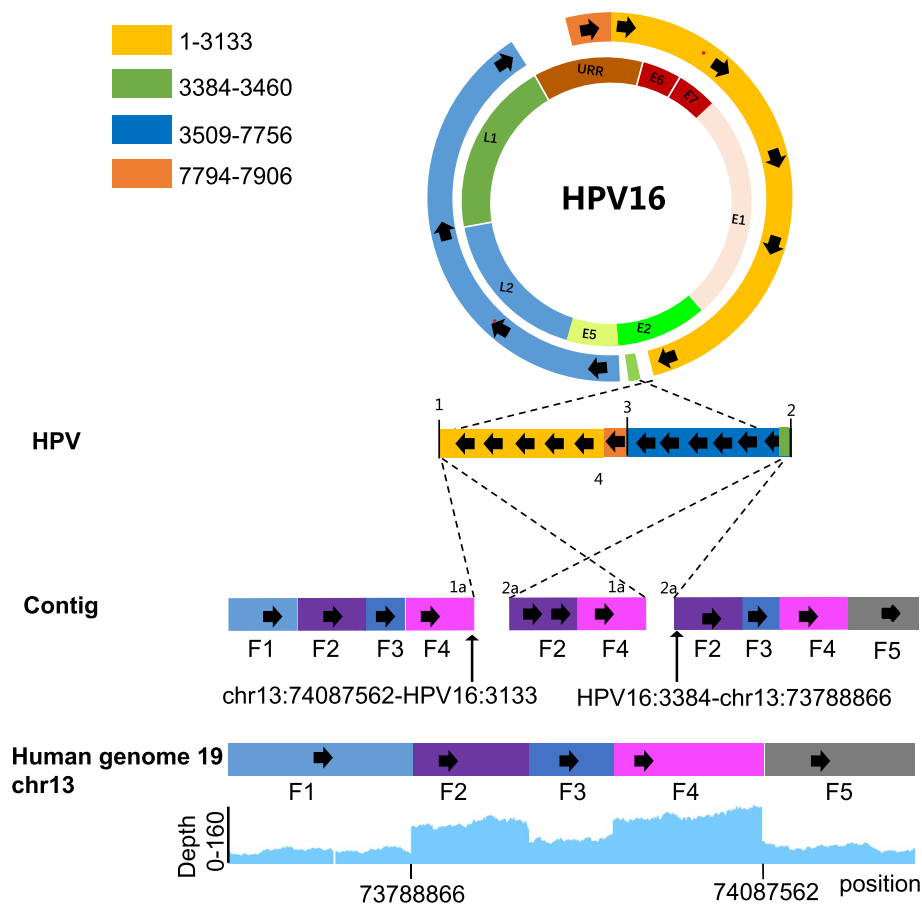 1-3133
3384-3460
3509-7756
7794-7906
URR
E6
E7
L1
HPV16
E1
L2
E5
E2
1
3
2
HPV
4
1a
2a
1a
2a
Contig
F1
F2
F3
F4
F2
F4
F2
F3
F4
F5
chr13:74087562-HPV16:3133
HPV16:3384-chr13:73788866
Human genome 19
chr13
F1
F2
F3
F4
F5
Depth
0-160
73788866
74087562
position